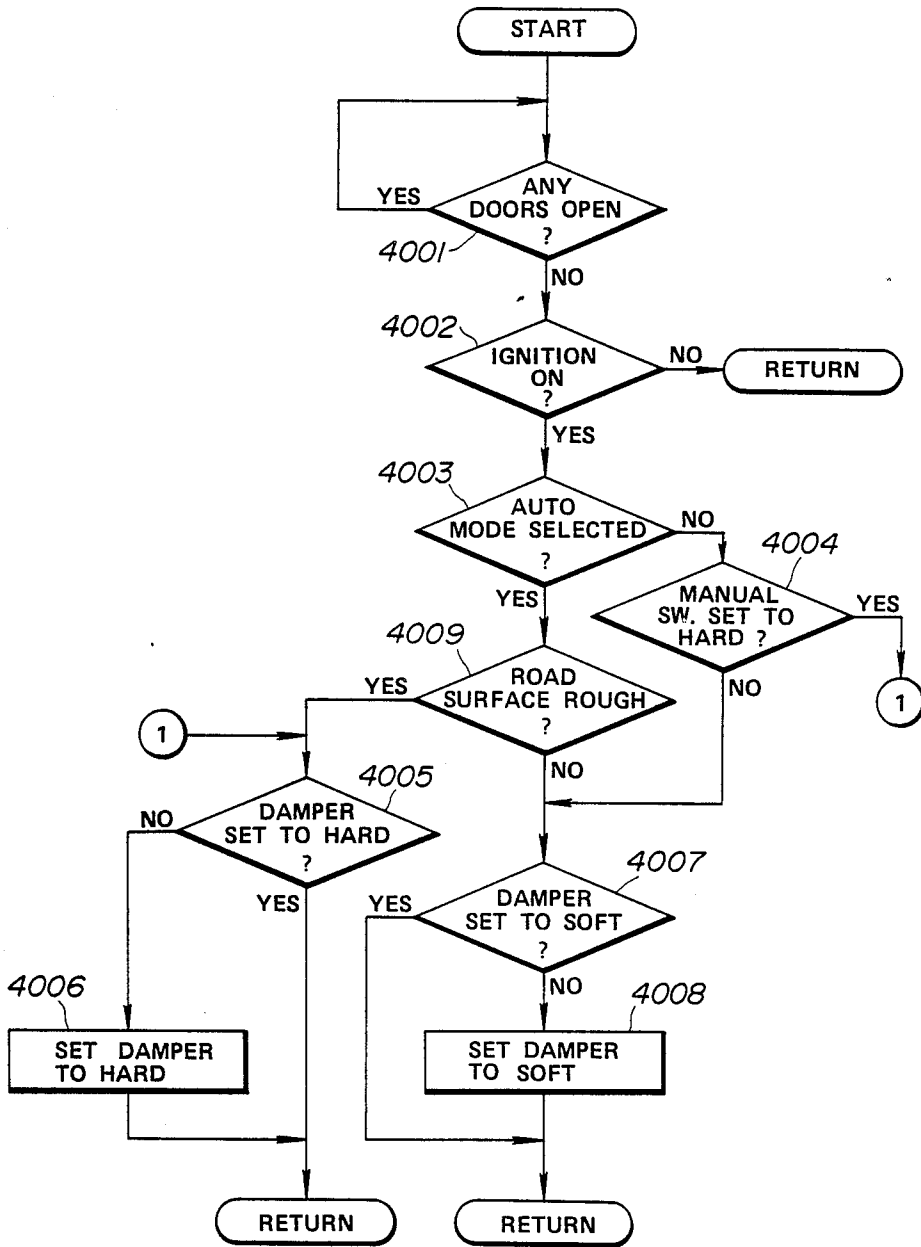 START
YES
ANY
DOORS OPEN
?
4001
NO
4002
IGNITION
ON
?
NO
RETURN
YES
4003
AUTO
MODE SELECTED
?
NO
4004
YES
MANUAL
SW. SET TO
HARD ?
YES
4009
YES
ROAD
SURFACE ROUGH
?
NO
1
1
NO
4005
DAMPER
SET TO HARD
?
NO
YES
4007
DAMPER
SET TO SOFT
?
YES
NO
4006
SET DAMPER
TO HARD
4008
SET DAMPER
TO SOFT
RETURN
RETURN